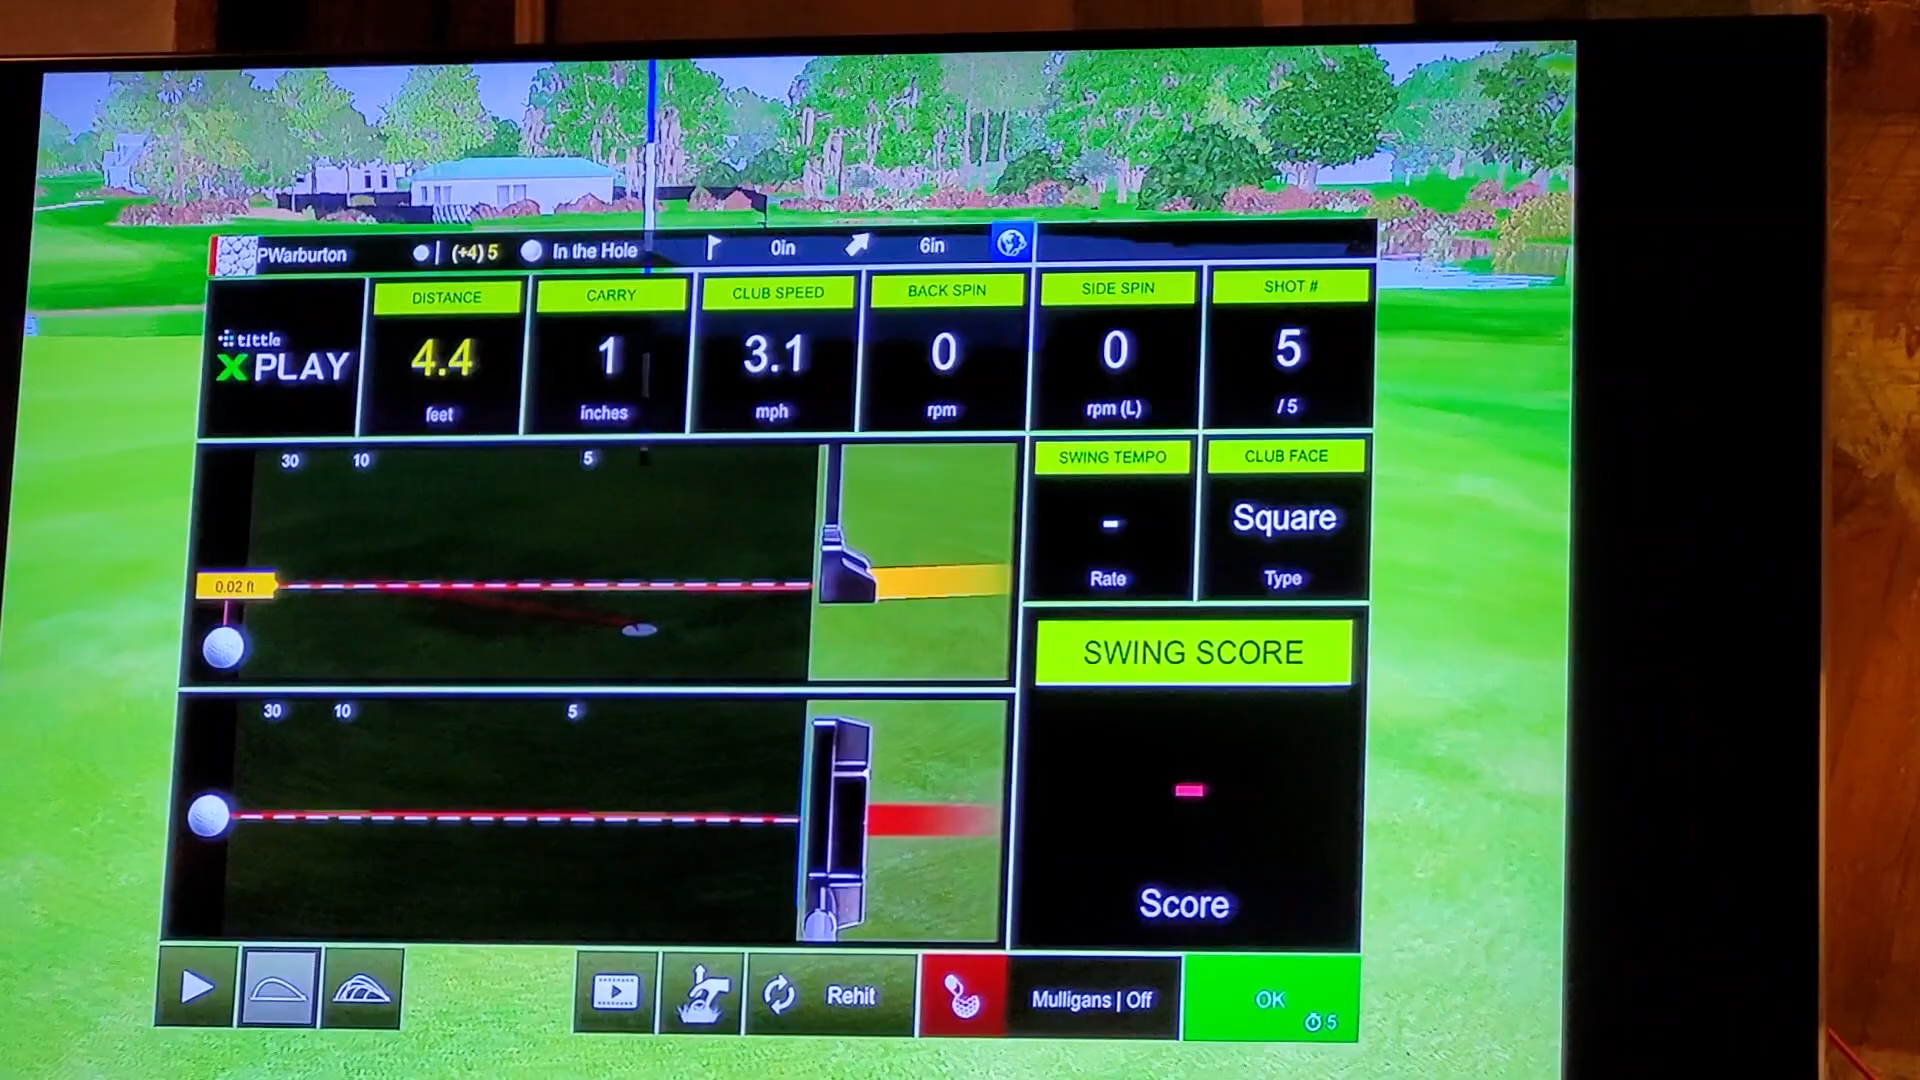 PWarburton (+4) 5 In the Hole 0in 6in
DISTANCE CARRY CLUB SPEED BACK SPIN SIDE SPIN SHOT #
tittle
X PLAY
4.4 1 3.1 0 0 5
feet inches mph rpm rpm (L) / 5
30 10 5
SWING TEMPO CLUB FACE
- Square
Rate Type
0.02 ft
SWING SCORE
30 10 5
-
Score
Rehit Mulligans | Off OK
5